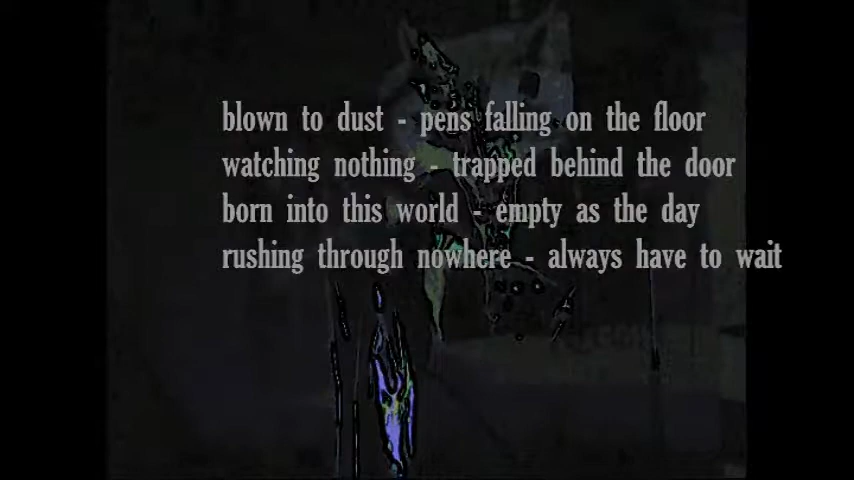 blown to dust - pens falling on the floor
watching nothing - trapped behind the door
born into this world - empty as the day
rushing through nowhere - always have to wait